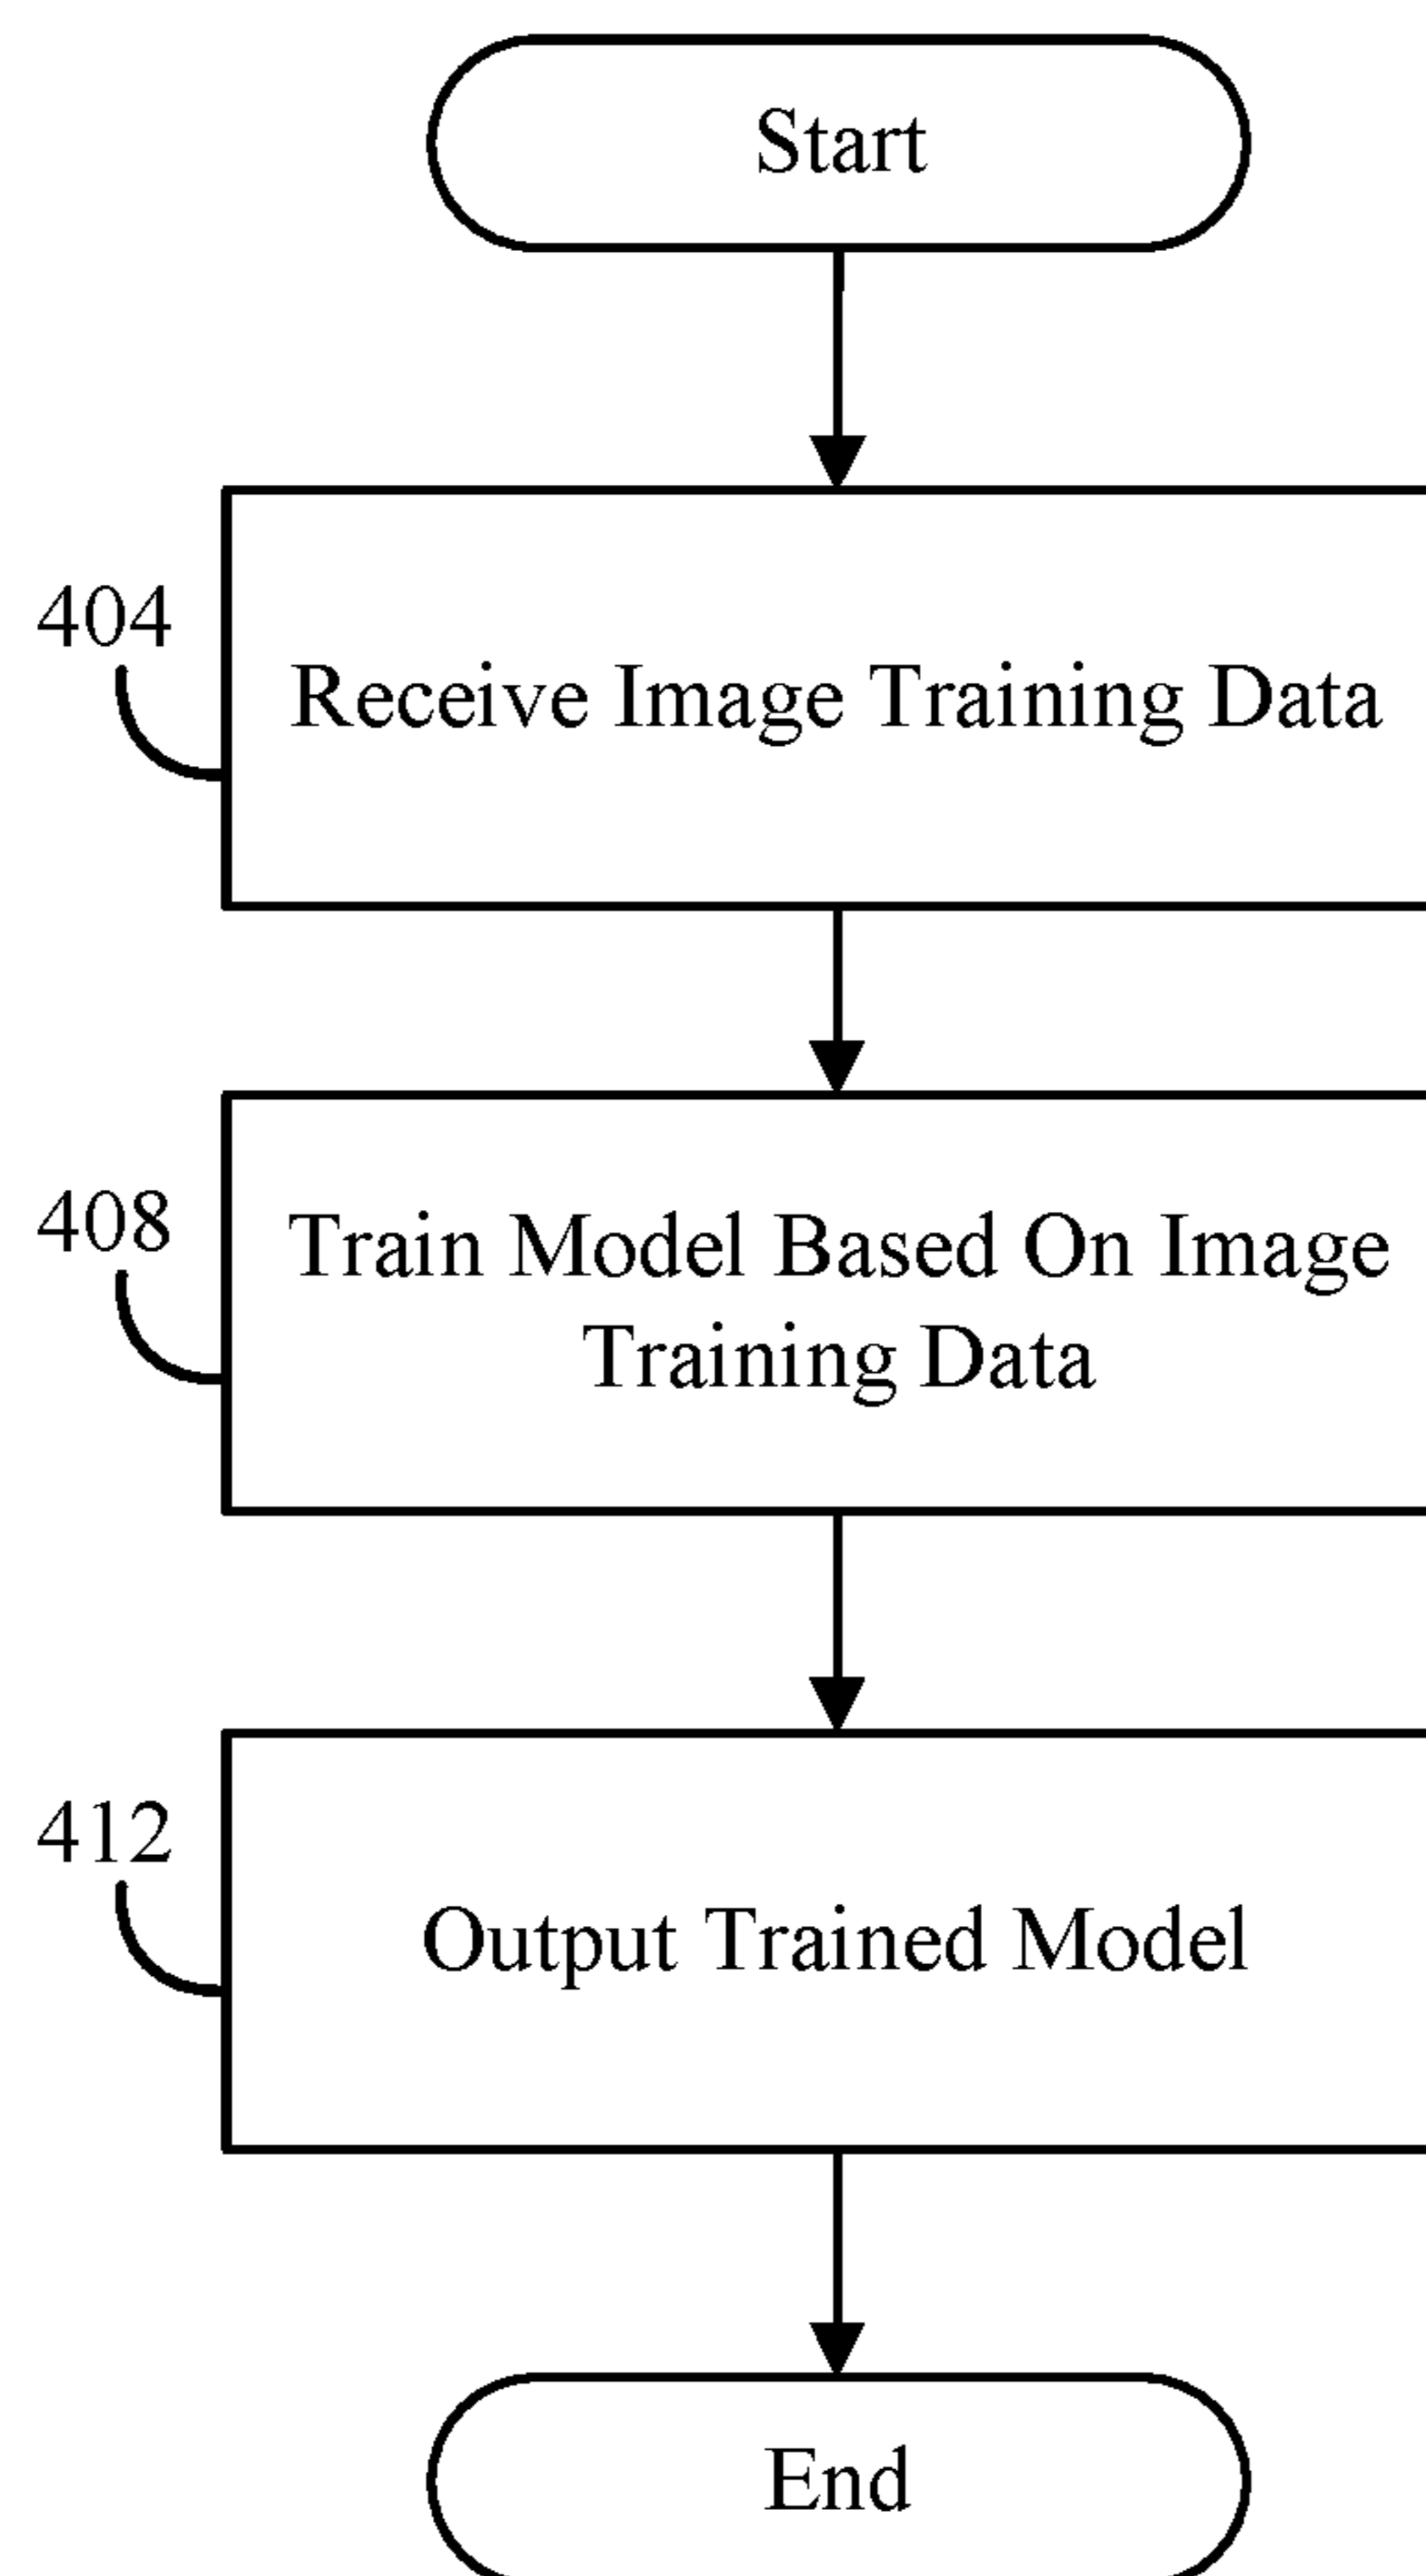 Start
404
Receive Image Training Data
408
Train Model Based On Image
Training Data
412
Output Trained Model
End